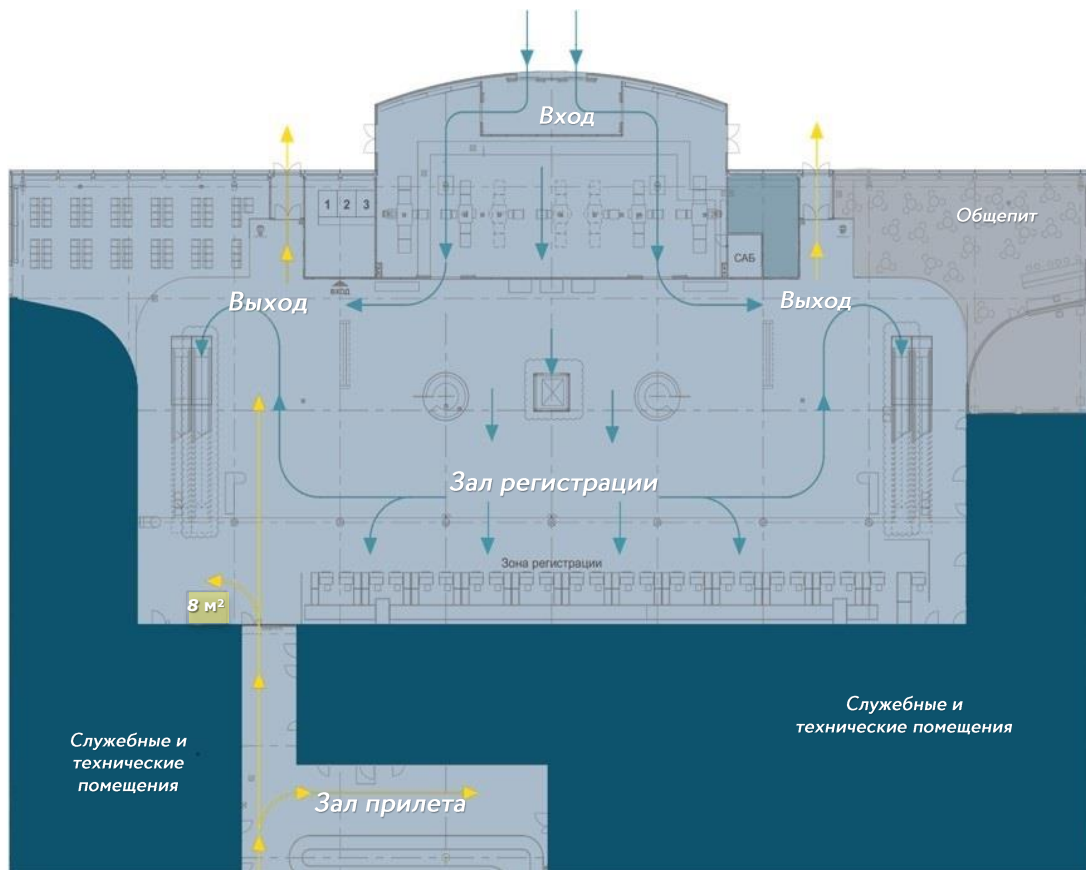 Вход
Общепит
1 2 3
САБ
ВХОД
Выход
Выход
Зал регистрации
Зона регистрации
8 м²
Служебные и
технические помещения
Служебные и
технические
помещения
Зал прилета